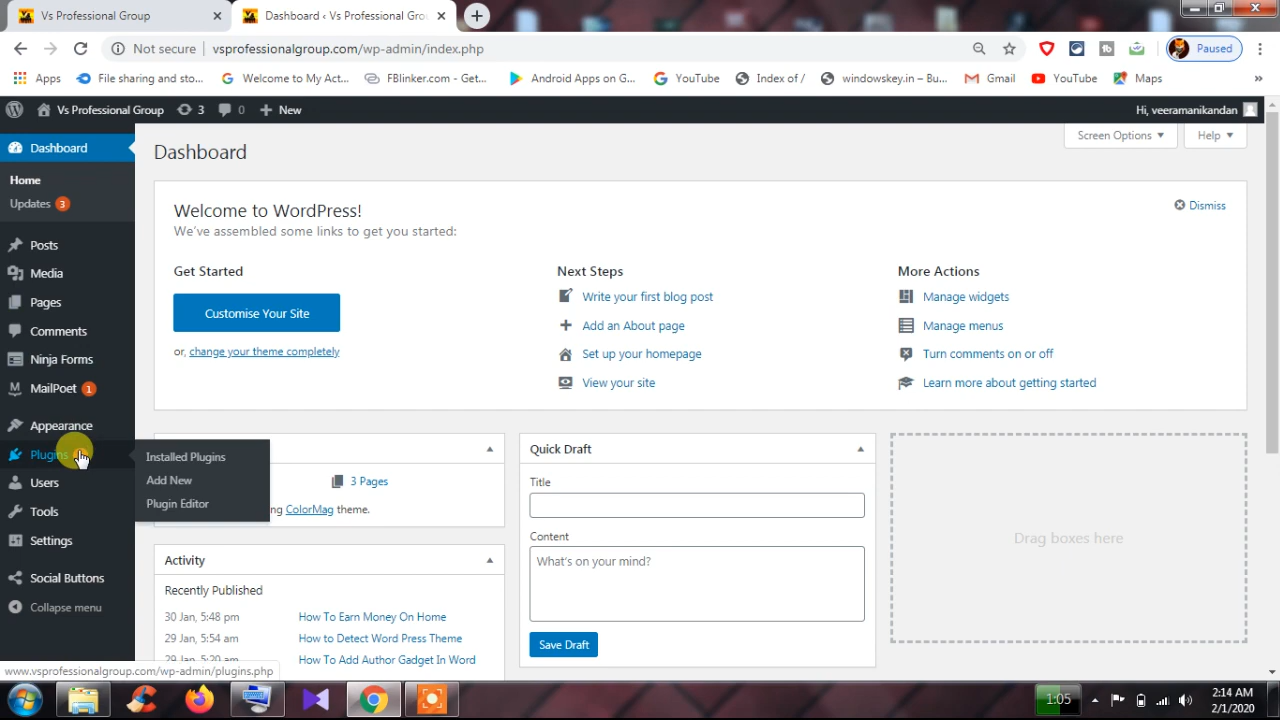 Vs Professional Group
Dashboard ‹ Vs Professional Grou
Not secure
vsprofessionalgroup.com/wp-admin/index.php
Paused
Apps
File sharing and sto...
Welcome to My Act...
FBlinker.com - Get...
Android Apps on G...
YouTube
Index of /
windowskey.in – Bu...
Gmail
YouTube
Maps
»
Vs Professional Group
3
0
New
Hi, veeramanikandan
Dashboard
Home
Updates 3
Posts
Media
Pages
Comments
Ninja Forms
MailPoet 1
Appearance
Plugins
Users
Tools
Settings
Social Buttons
Collapse menu
Installed Plugins
Add New
Plugin Editor
Screen Options
Help
Dashboard
Welcome to WordPress!
We've assembled some links to get you started:
Dismiss
Get Started
Customise Your Site
or, change your theme completely
Next Steps
Write your first blog post
Add an About page
Set up your homepage
View your site
More Actions
Manage widgets
Manage menus
Turn comments on or off
Learn more about getting started
3 Pages
ng ColorMag theme.
Activity
Recently Published
30 Jan, 5:48 pm How To Earn Money On Home
29 Jan, 5:54 am How to Detect Word Press Theme
29 Jan, 5:20 am How To Add Author Gadget In Word
Quick Draft
Title
Content
What's on your mind?
Save Draft
Drag boxes here
www.vsprofessionalgroup.com/wp-admin/plugins.php
1:05
2:14 AM
2/1/2020